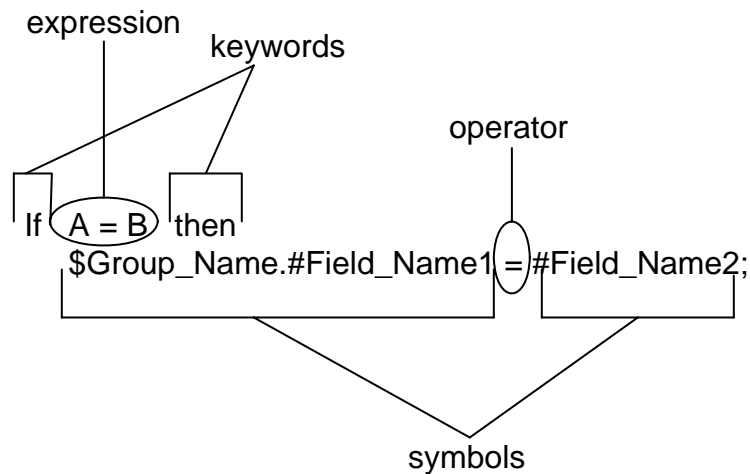 expression
keywords
operator
If A = B then
$Group_Name.#Field_Name1 = #Field_Name2;
symbols